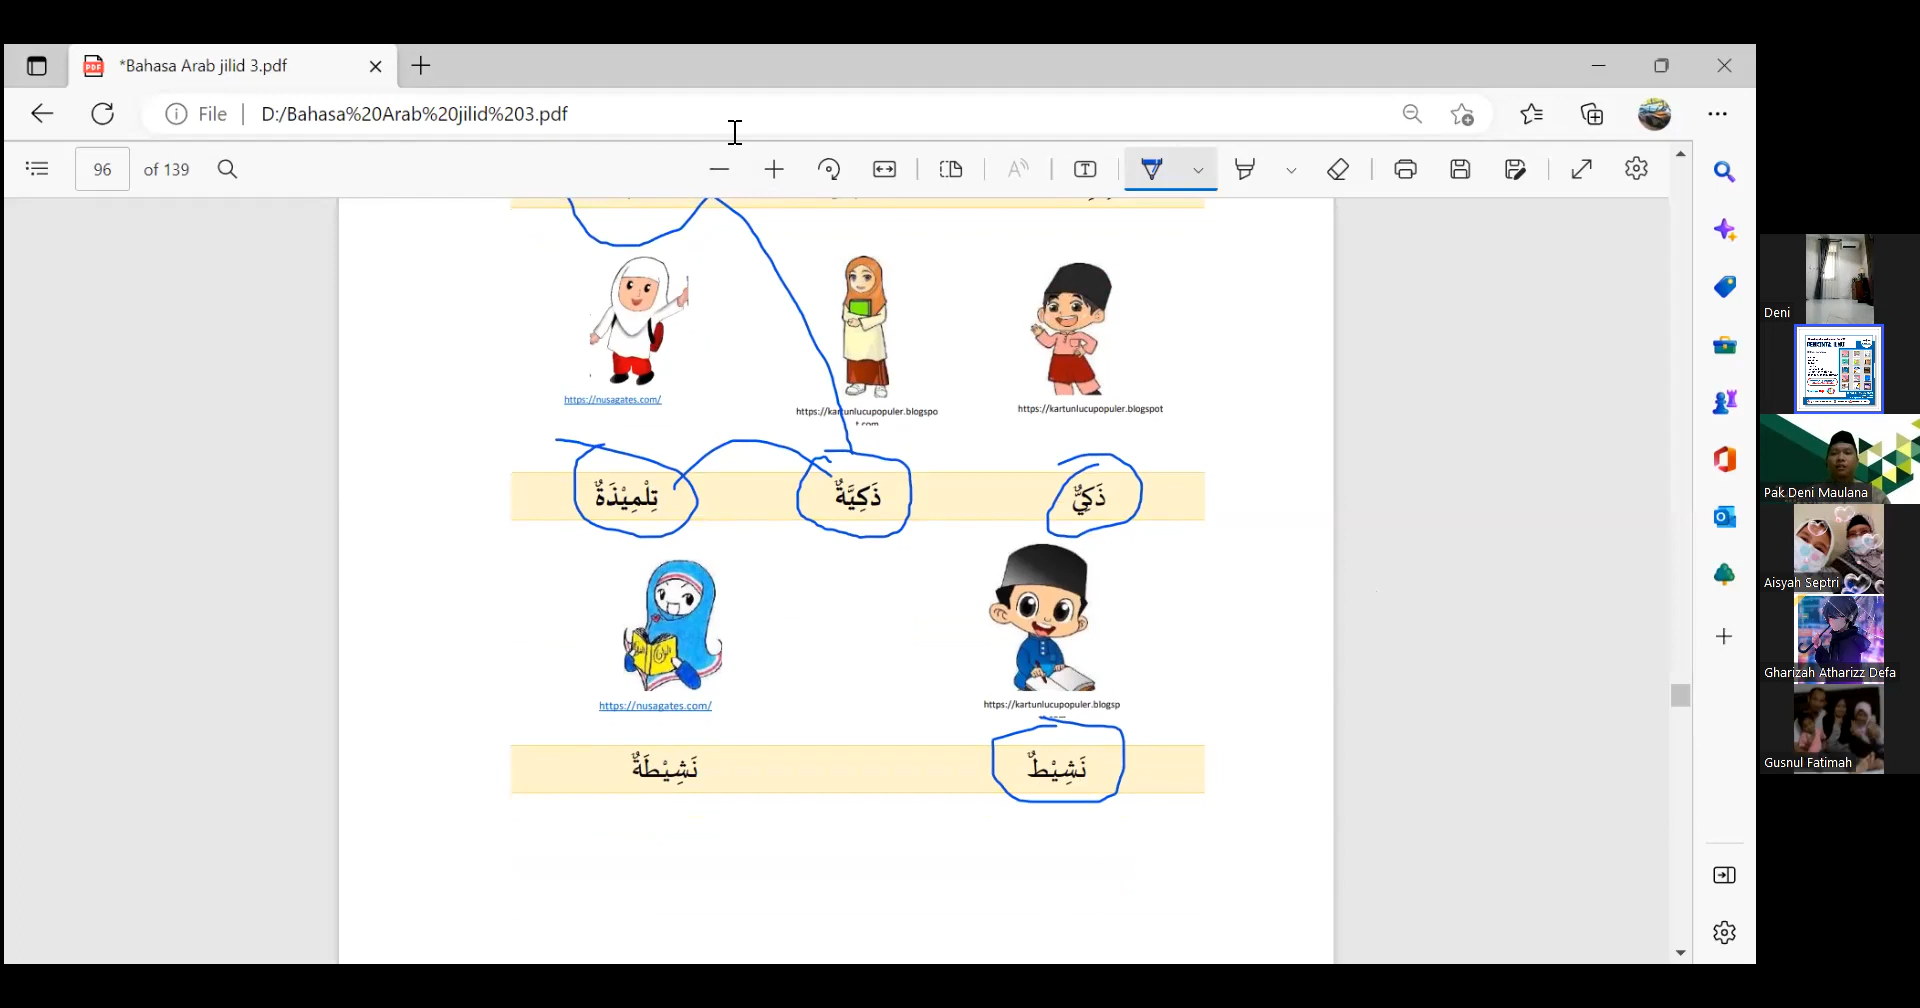 *Bahasa Arab jilid 3.pdf
File
D:/Bahasa%20Arab%20jilid%203.pdf
96 of 139
https://nusagates.com/
https://kartunlucupopuler.blogspo
t.com
https://kartunlucupopuler.blogspot
ذَكِيٌّ ذَكِيَّةٌ تِلْمِيْذَةٌ
https://nusagates.com/
https://kartunlucupopuler.blogsp
نَشِيْطٌ نَشِيْطَةٌ
Deni
Pak Deni Maulana
Aisyah Septri
Gharizah Atharizz Defa
Gusnul Fatimah